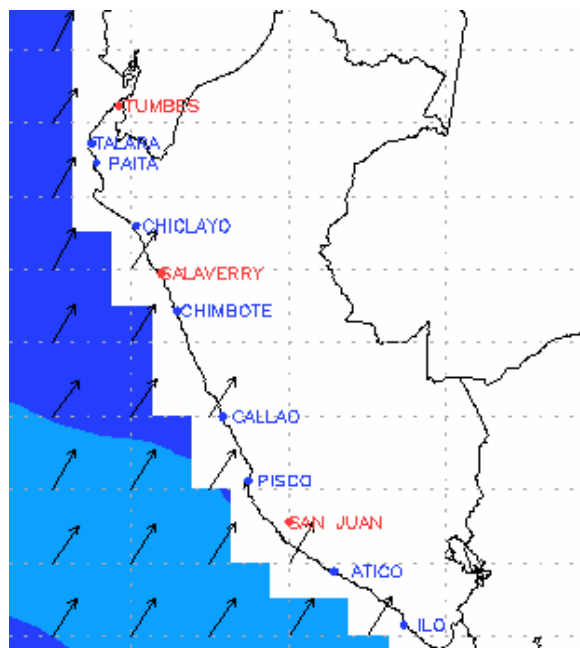 TUMBES
TALARA
PAITA
CHICLAYO
SALAVERRY
CHIMBOTE
CALLAO
PISCO
SAN JUAN
ATICO
ILO